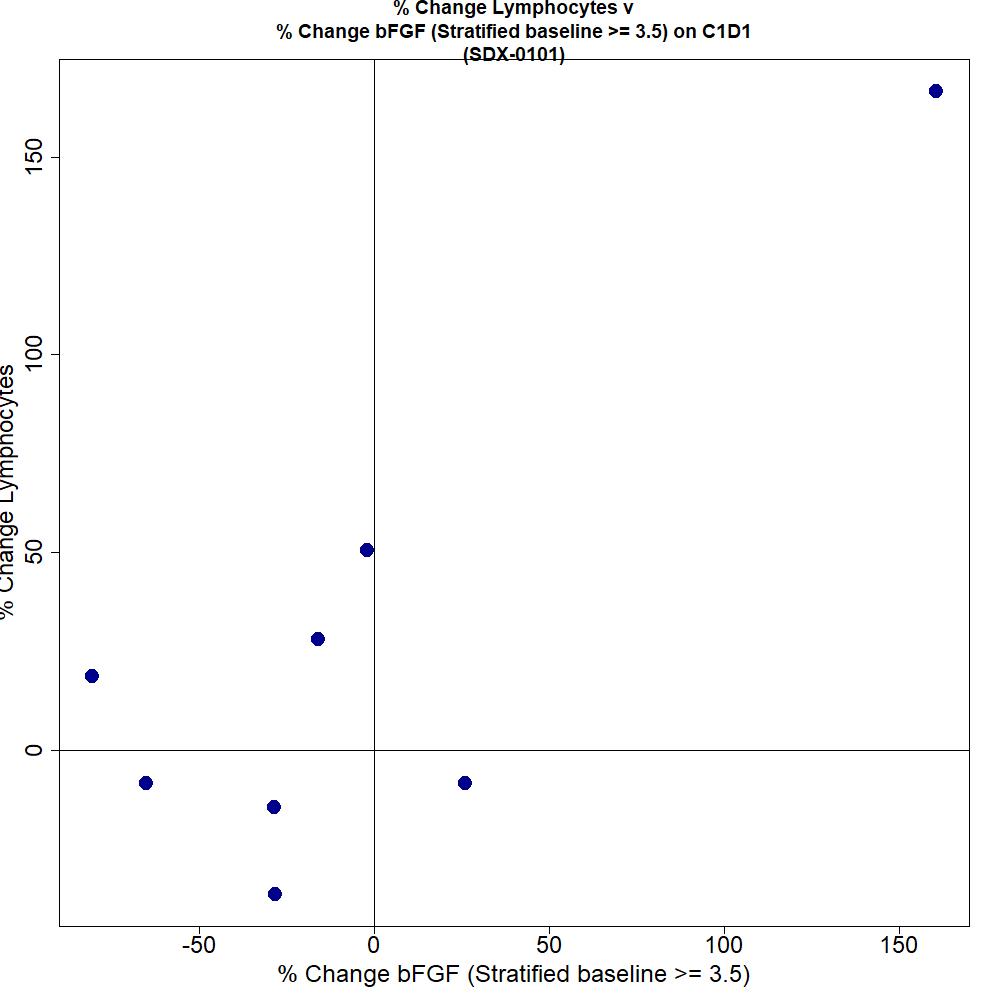 % Change Lymphocytes v
% Change bFGF (Stratified baseline >= 3.5) on C1D1
(SDX-0101)
% Change Lymphocytes
150
100
50
0
-50
0
50
100
150
% Change bFGF (Stratified baseline >= 3.5)